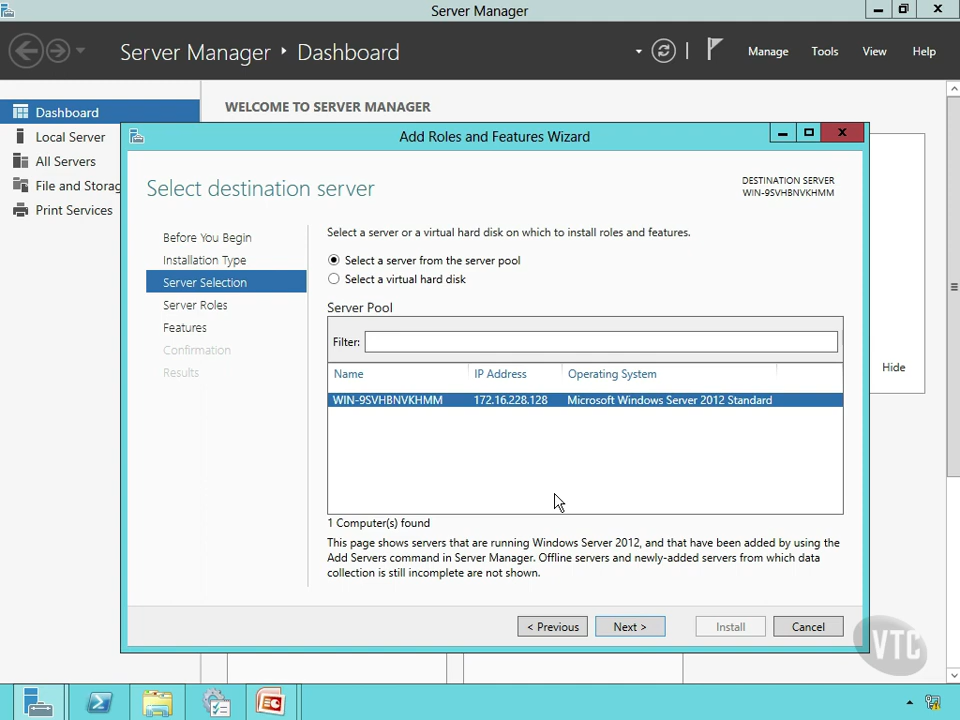 Server Manager
Server Manager ‣ Dashboard
Manage Tools View Help
Dashboard
Local Server
All Servers
File and Storag
Print Services
WELCOME TO SERVER MANAGER
Hide
Add Roles and Features Wizard
Select destination server
DESTINATION SERVER
WIN-9SVHBNVKHMM
Before You Begin
Installation Type
Server Selection
Server Roles
Features
Confirmation
Results
Select a server or a virtual hard disk on which to install roles and features.
Select a server from the server pool
Select a virtual hard disk
Server Pool
Filter:
Name IP Address Operating System
WIN-9SVHBNVKHMM 172.16.228.128 Microsoft Windows Server 2012 Standard
1 Computer(s) found
This page shows servers that are running Windows Server 2012, and that have been added by using the
Add Servers command in Server Manager. Offline servers and newly-added servers from which data
collection is still incomplete are not shown.
< Previous Next > Install Cancel
VTC